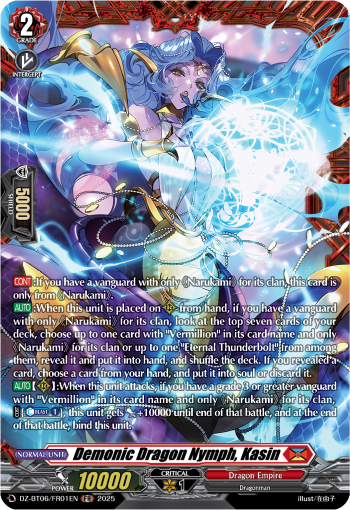 2
GRADE
INTERCEPT
5000
SHIELD
CONT:If you have a vanguard with only 《Narukami》 for its clan, this card is
only from 《Narukami》.
AUTO:When this unit is placed on (R) from hand, if you have a vanguard
with only 《Narukami》 for its clan, look at the top seven cards of your
deck, choose up to one card with "Vermillion" in its card name and only
《Narukami》 for its clan or up to one "Eternal Thunderbolt" from among
them, reveal it and put it into hand, and shuffle the deck. If you revealed a
card, choose a card from your hand, and put it into soul or discard it.
AUTO【(R)】:When this unit attacks, if you have a grade 3 or greater vanguard
with "Vermillion" in its card name and only 《Narukami》 for its clan,
COST [BLAST 1], this unit gets +10000 until end of that battle, and at the end
of that battle, bind this unit.
NORMAL UNIT
Demonic Dragon Nymph, Kasin
POWER 10000
CRITICAL
1
Dragon Empire
Dragonman
DZ-BT06/FR01EN FR 2025
illust/在由子